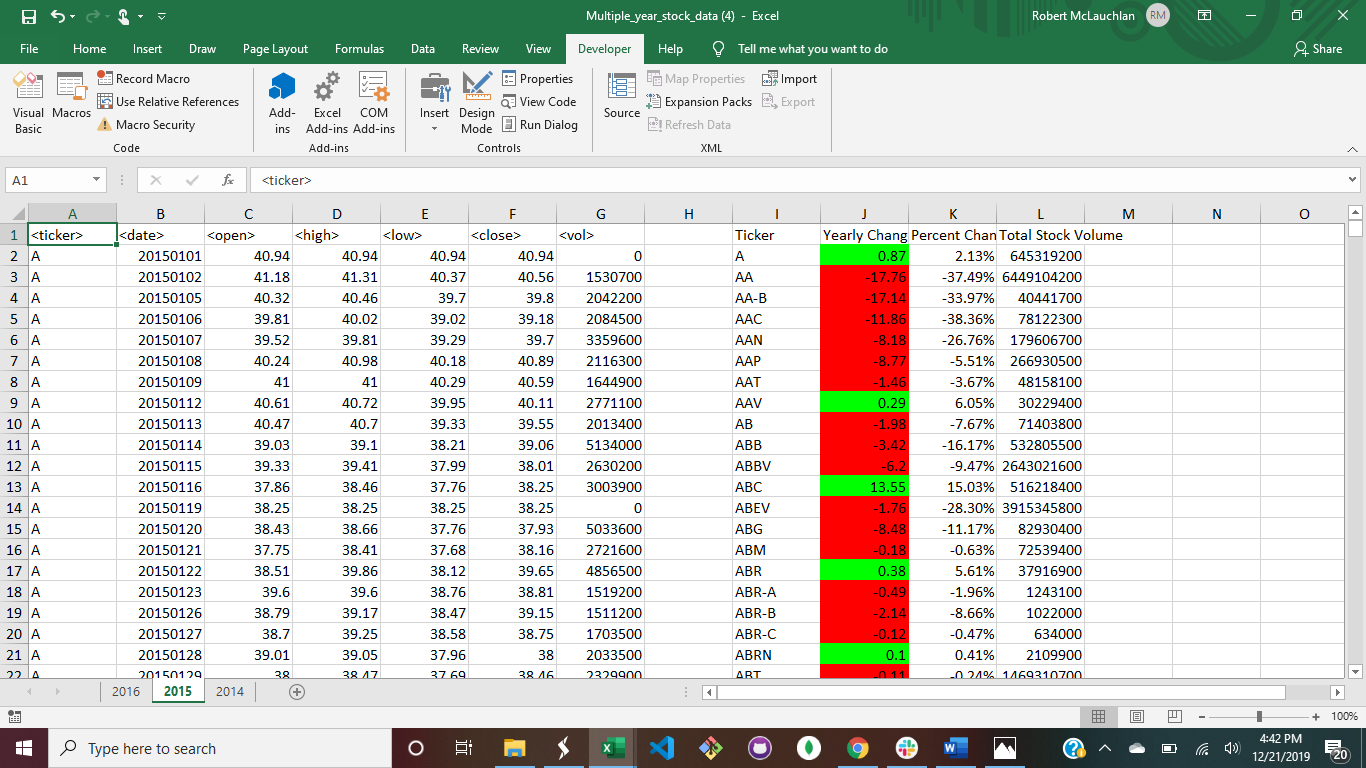 Multiple_year_stock_data (4) - Excel
Robert McLauchlan RM
File Home Insert Draw Page Layout Formulas Data Review View Developer Help Tell me what you want to do Share
Visual Basic
Macros
Record Macro
Use Relative References
Macro Security
Code
Add-ins
Excel Add-ins
COM Add-ins
Add-ins
Insert
Design Mode
Properties
View Code
Run Dialog
Controls
Source
Map Properties
Expansion Packs
Refresh Data
Import
Export
XML
A1 fx <ticker>
A B C D E F G H I J K L M N O
1 <ticker> <date> <open> <high> <low> <close> <vol> Ticker Yearly Chang Percent Chan Total Stock Volume
2 A 20150101 40.94 40.94 40.94 40.94 0 A 0.87 2.13% 645319200
3 A 20150102 41.18 41.31 40.37 40.56 1530700 AA -17.76 -37.49% 6449104200
4 A 20150105 40.32 40.46 39.7 39.8 2042200 AA-B -17.14 -33.97% 40441700
5 A 20150106 39.81 40.02 39.02 39.18 2084500 AAC -11.86 -38.36% 78122300
6 A 20150107 39.52 39.81 39.29 39.7 3359600 AAN -8.18 -26.76% 179606700
7 A 20150108 40.24 40.98 40.18 40.89 2116300 AAP -8.77 -5.51% 266930500
8 A 20150109 41 41 40.29 40.59 1644900 AAT -1.46 -3.67% 48158100
9 A 20150112 40.61 40.72 39.95 40.11 2771100 AAV 0.29 6.05% 30229400
10 A 20150113 40.47 40.7 39.33 39.55 2013400 AB -1.98 -7.67% 71403800
11 A 20150114 39.03 39.1 38.21 39.06 5134000 ABB -3.42 -16.17% 532805500
12 A 20150115 39.33 39.41 37.99 38.01 2630200 ABBV -6.2 -9.47% 2643021600
13 A 20150116 37.86 38.46 37.76 38.25 3003900 ABC 13.55 15.03% 516218400
14 A 20150119 38.25 38.25 38.25 38.25 0 ABEV -1.76 -28.30% 3915345800
15 A 20150120 38.43 38.66 37.76 37.93 5033600 ABG -8.48 -11.17% 82930400
16 A 20150121 37.75 38.41 37.68 38.16 2721600 ABM -0.18 -0.63% 72539400
17 A 20150122 38.51 39.86 38.12 39.65 4856500 ABR 0.38 5.61% 37916900
18 A 20150123 39.6 39.6 38.76 38.81 1519200 ABR-A -0.49 -1.96% 1243100
19 A 20150126 38.79 39.17 38.47 39.15 1511200 ABR-B -2.14 -8.66% 1022000
20 A 20150127 38.7 39.25 38.58 38.75 1703500 ABR-C -0.12 -0.47% 634000
21 A 20150128 39.01 39.05 37.96 38 2033500 ABRN 0.1 0.41% 2109900
22 A 20150129 38 38.47 37.69 38.46 2329900 ABT -0.11 -0.24% 1469310700
2016 2015 2014
100%
Type here to search
4:42 PM
12/21/2019
20